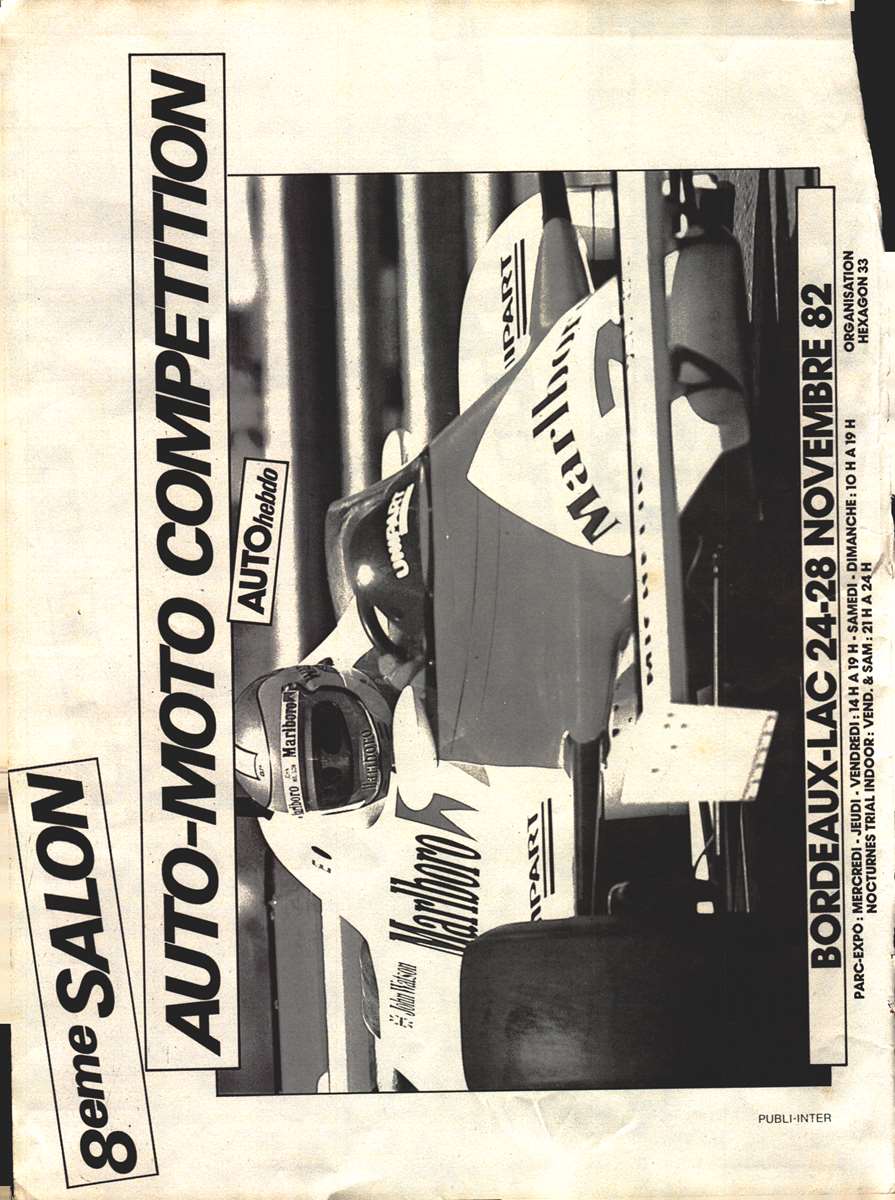 8eme SALON
AUTO-MOTO COMPETITION
AUTOhebdo
Marlboro
Marlboro
UNIPART
Marlboro
John Watson
Marlboro
BORDEAUX-LAC 24-28 NOVEMBRE 82
PARC-EXPO : MERCREDI - JEUDI - VENDREDI : 14 H A 19 H - SAMEDI - DIMANCHE : 10 H A 19 H
NOCTURNES TRIAL INDOOR : VEND. & SAM : 21 H A 24 H
ORGANISATION
HEXAGON 33
PUBLI-INTER